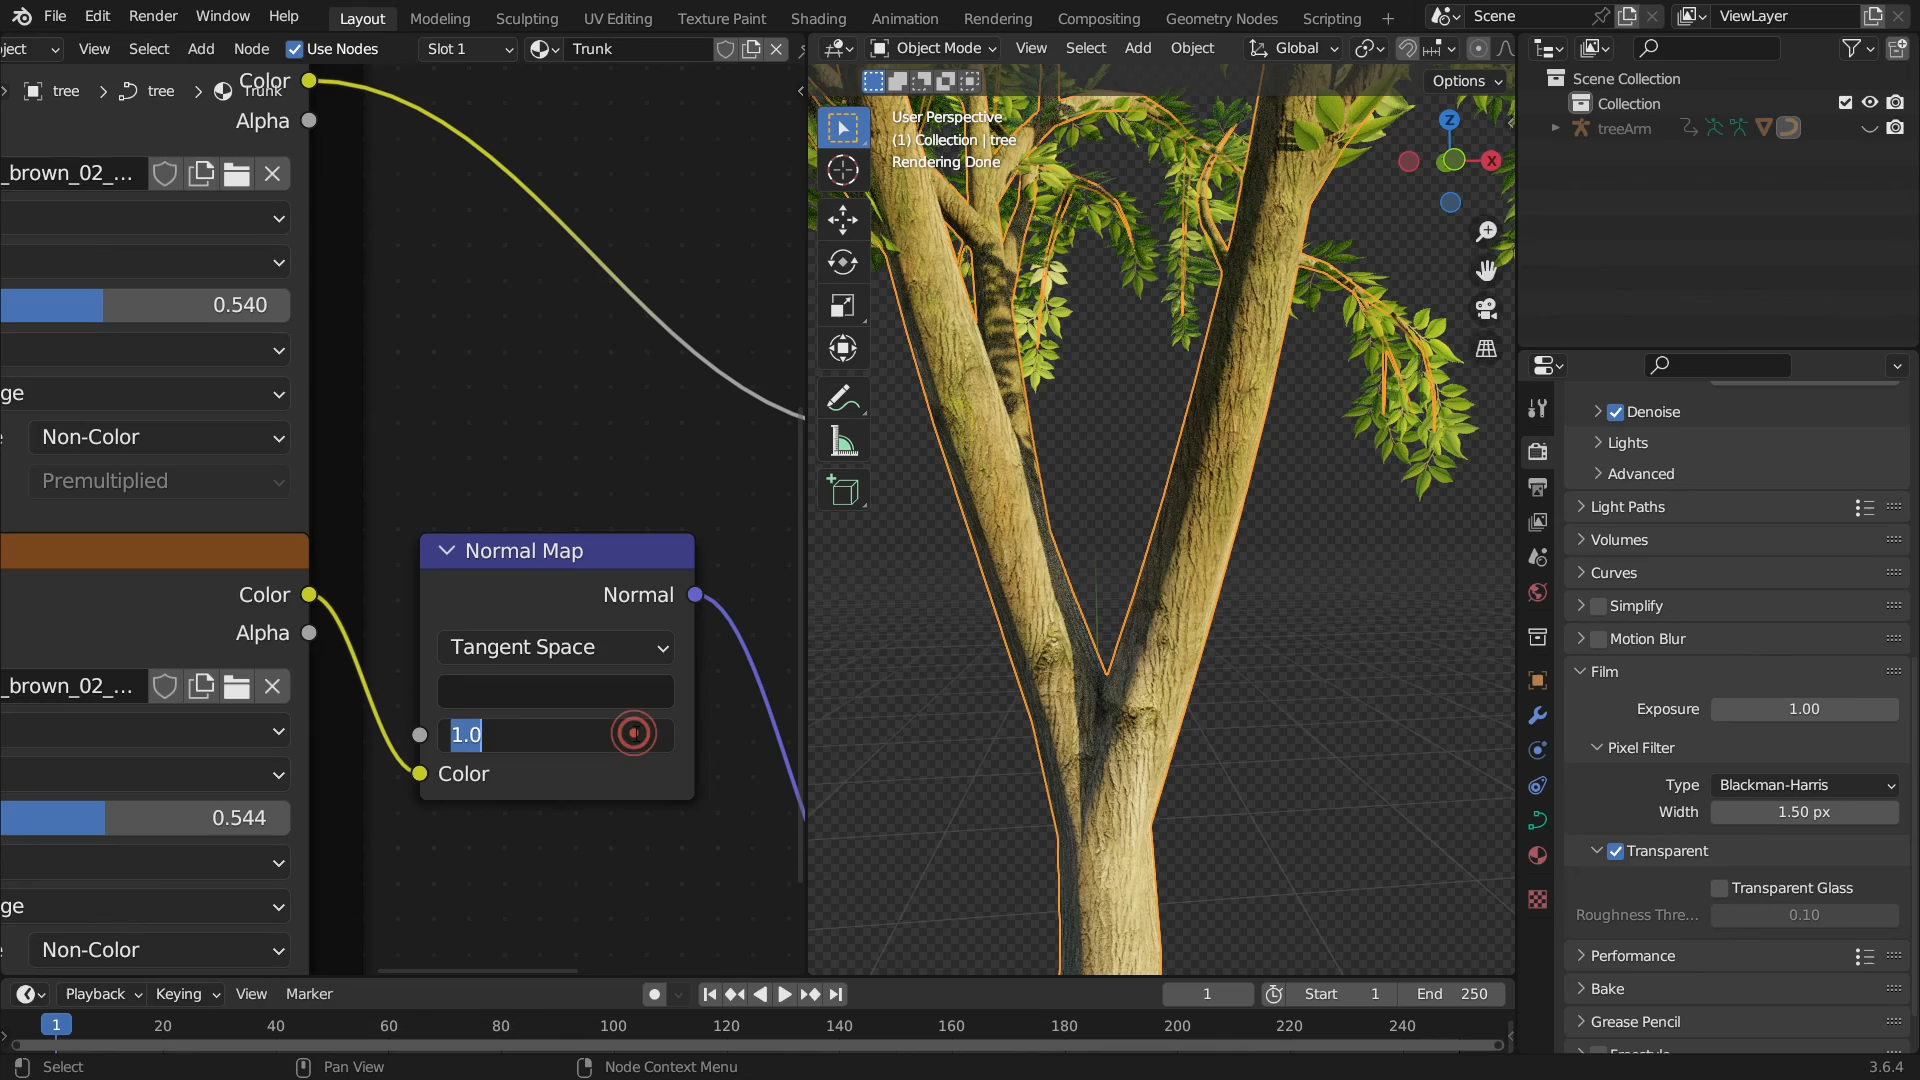 File Edit Render Window Help Layout Modeling Sculpting UV Editing Texture Paint Shading Animation Rendering Compositing Geometry Nodes Scripting + Scene ViewLayer
ject View Select Add Node Use Nodes Slot 1 Trunk Object Mode View Select Add Object Global
Options
tree tree Trunk
Color
Alpha
_brown_02_...
0.540
ge
Non-Color
Premultiplied
Color
Alpha
_brown_02_...
0.544
ge
Non-Color
Normal Map
Normal
Tangent Space
1.0
Color
User Perspective
(1) Collection | tree
Rendering Done
Z
X
Scene Collection
Collection
treeArm
Denoise
Lights
Advanced
Light Paths
Volumes
Curves
Simplify
Motion Blur
Film
Exposure 1.00
Pixel Filter
Type Blackman-Harris
Width 1.50 px
Transparent
Transparent Glass
Roughness Thre... 0.10
Performance
Bake
Grease Pencil
Freestyle
Playback Keying View Marker 1 Start 1 End 250
1 20 40 60 80 100 120 140 160 180 200 220 240
Select Pan View Node Context Menu 3.6.4